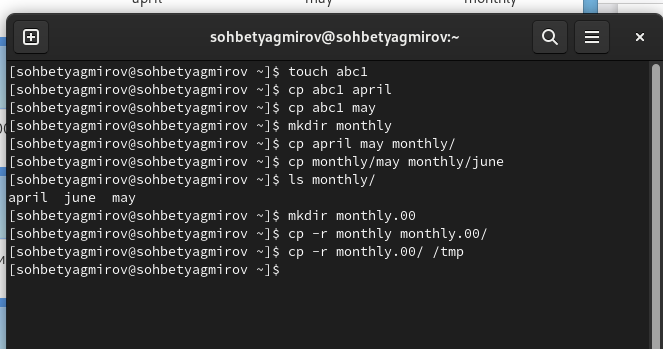 april may monthly
sohbetyagmirov@sohbetyagmirov:~
[sohbetyagmirov@sohbetyagmirov ~]$ touch abc1
[sohbetyagmirov@sohbetyagmirov ~]$ cp abc1 april
[sohbetyagmirov@sohbetyagmirov ~]$ cp abc1 may
[sohbetyagmirov@sohbetyagmirov ~]$ mkdir monthly
[sohbetyagmirov@sohbetyagmirov ~]$ cp april may monthly/
[sohbetyagmirov@sohbetyagmirov ~]$ cp monthly/may monthly/june
[sohbetyagmirov@sohbetyagmirov ~]$ ls monthly/
april  june  may
[sohbetyagmirov@sohbetyagmirov ~]$ mkdir monthly.00
[sohbetyagmirov@sohbetyagmirov ~]$ cp -r monthly monthly.00/
[sohbetyagmirov@sohbetyagmirov ~]$ cp -r monthly.00/ /tmp
[sohbetyagmirov@sohbetyagmirov ~]$